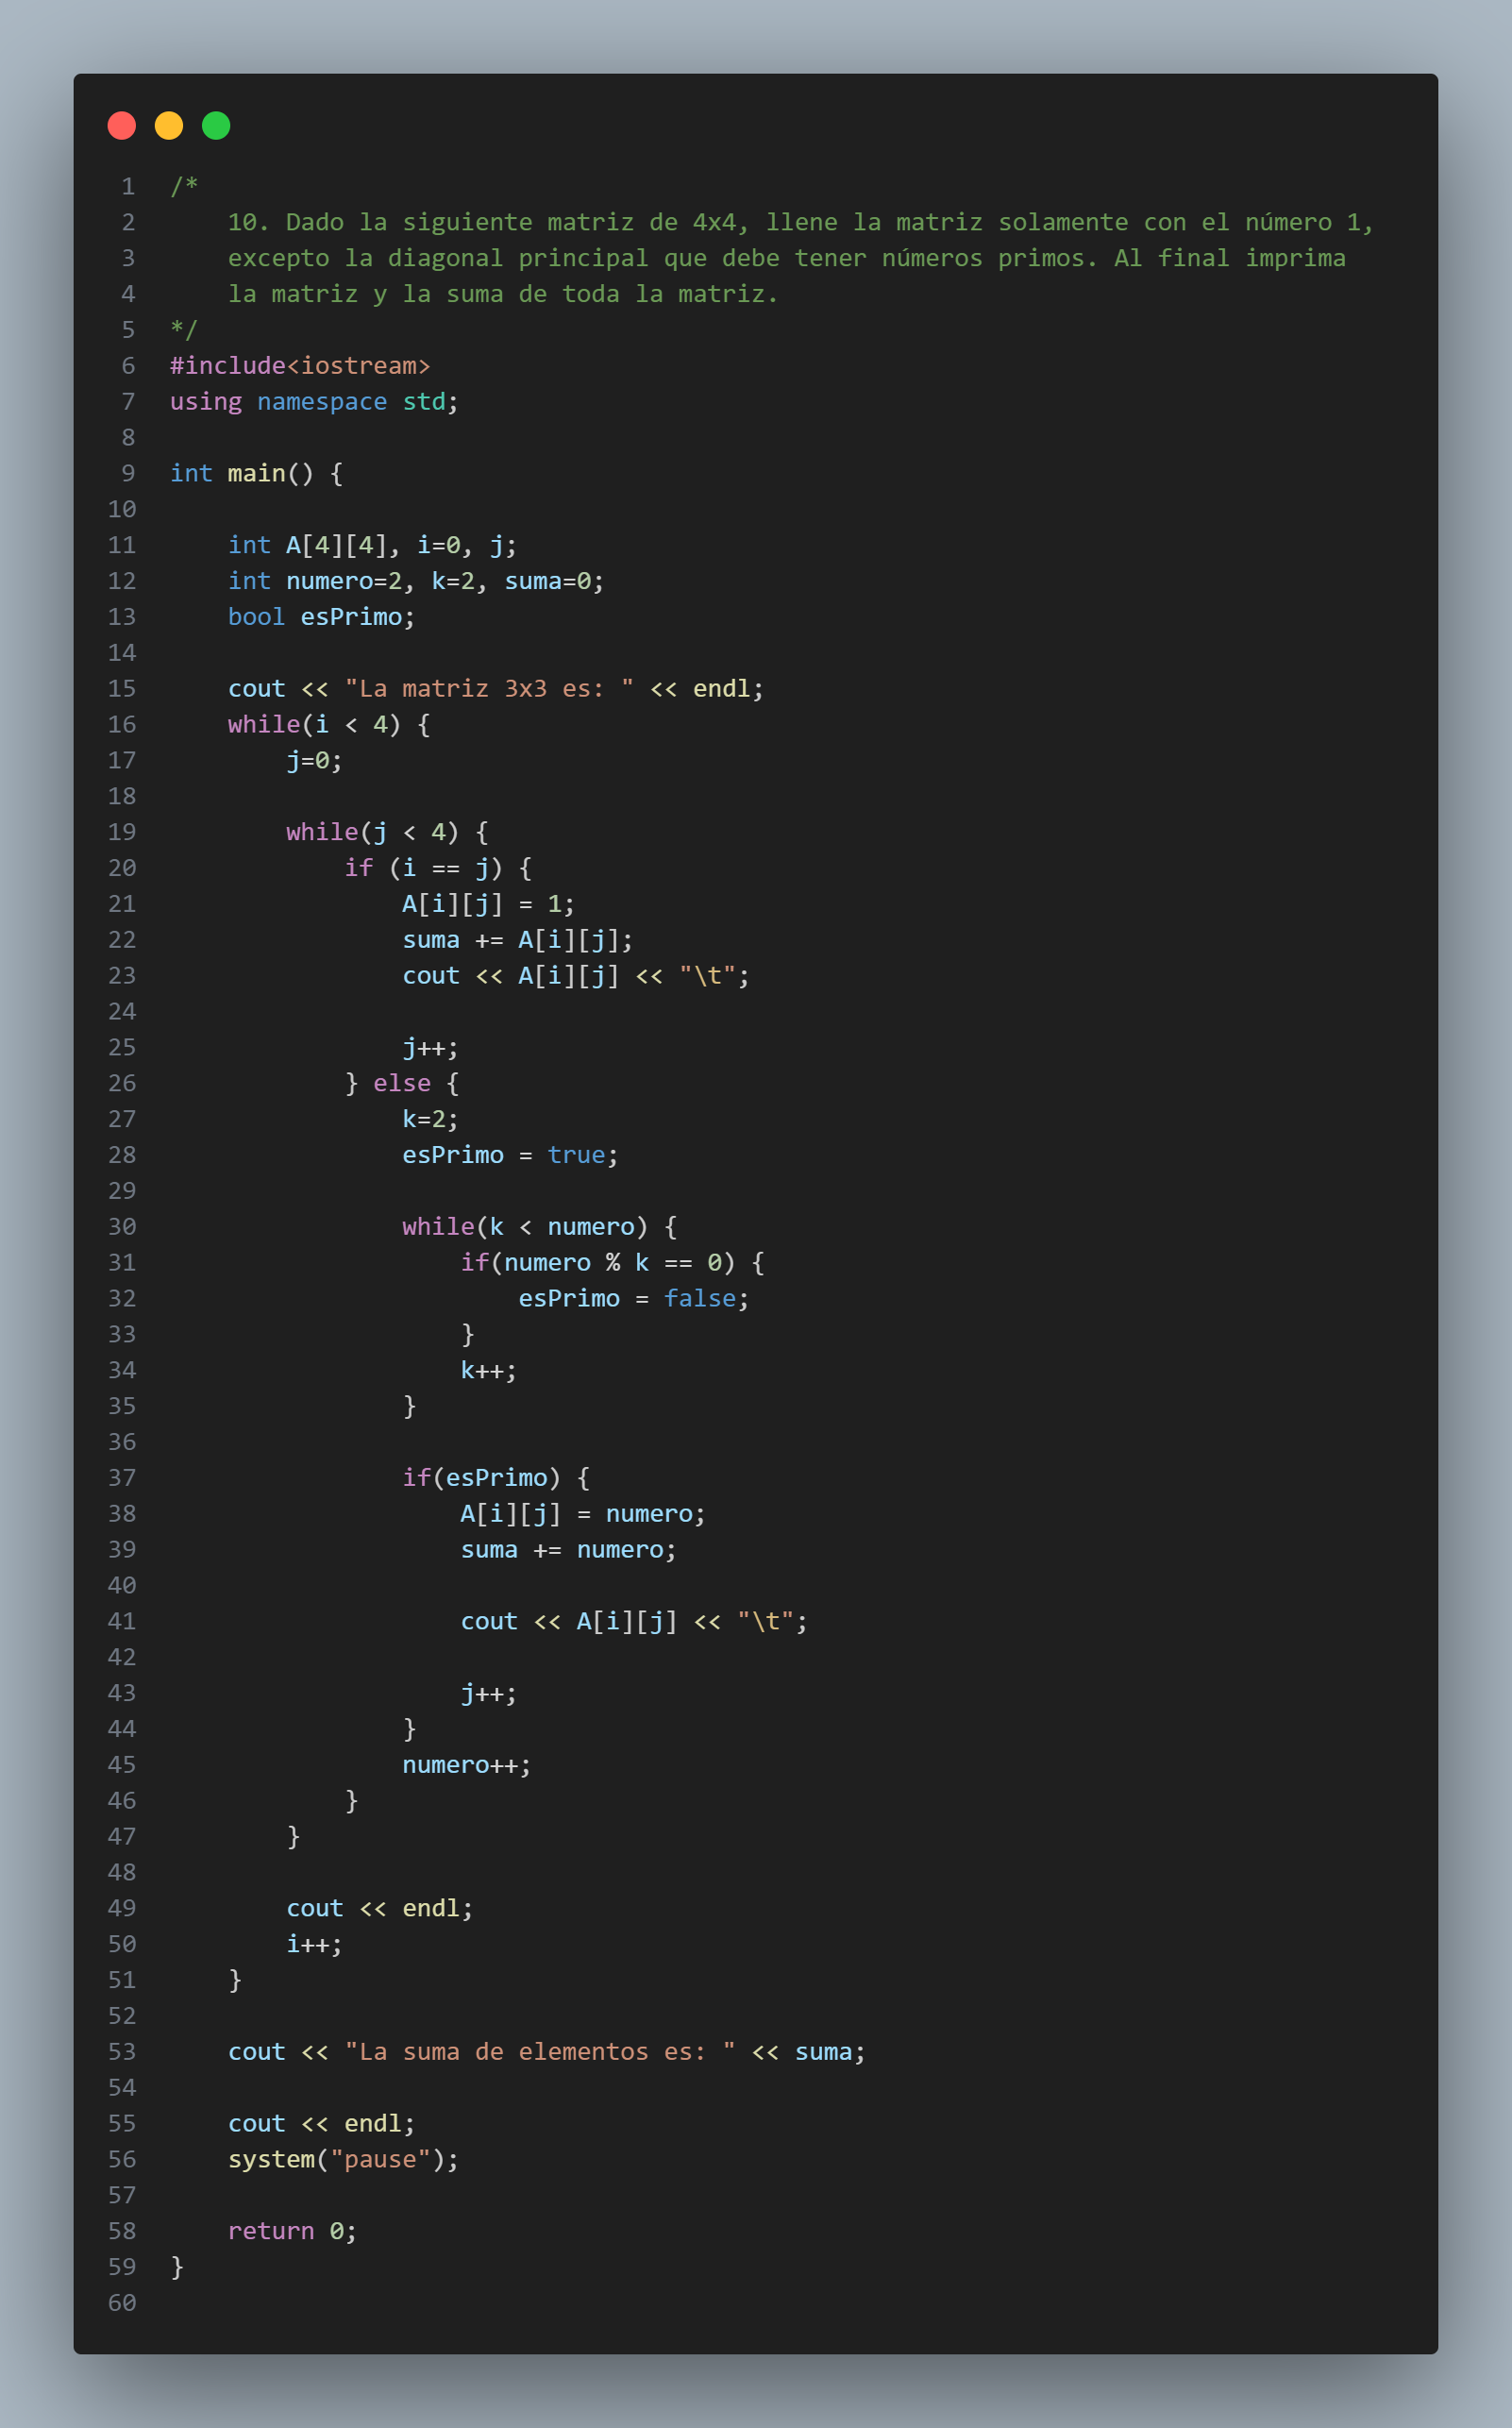 1 /*
2     10. Dado la siguiente matriz de 4x4, llene la matriz solamente con el número 1,
3     excepto la diagonal principal que debe tener números primos. Al final imprima
4     la matriz y la suma de toda la matriz.
5 */
6 #include<iostream>
7 using namespace std;
8
9 int main() {
10
11     int A[4][4], i=0, j;
12     int numero=2, k=2, suma=0;
13     bool esPrimo;
14
15     cout << "La matriz 3x3 es: " << endl;
16     while(i < 4) {
17         j=0;
18
19         while(j < 4) {
20             if (i == j) {
21                 A[i][j] = 1;
22                 suma += A[i][j];
23                 cout << A[i][j] << "\t";
24
25                 j++;
26             } else {
27                 k=2;
28                 esPrimo = true;
29
30                 while(k < numero) {
31                     if(numero % k == 0) {
32                         esPrimo = false;
33                     }
34                     k++;
35                 }
36
37                 if(esPrimo) {
38                     A[i][j] = numero;
39                     suma += numero;
40
41                     cout << A[i][j] << "\t";
42
43                     j++;
44                 }
45                 numero++;
46             }
47         }
48
49         cout << endl;
50         i++;
51     }
52
53     cout << "La suma de elementos es: " << suma;
54
55     cout << endl;
56     system("pause");
57
58     return 0;
59 }
60